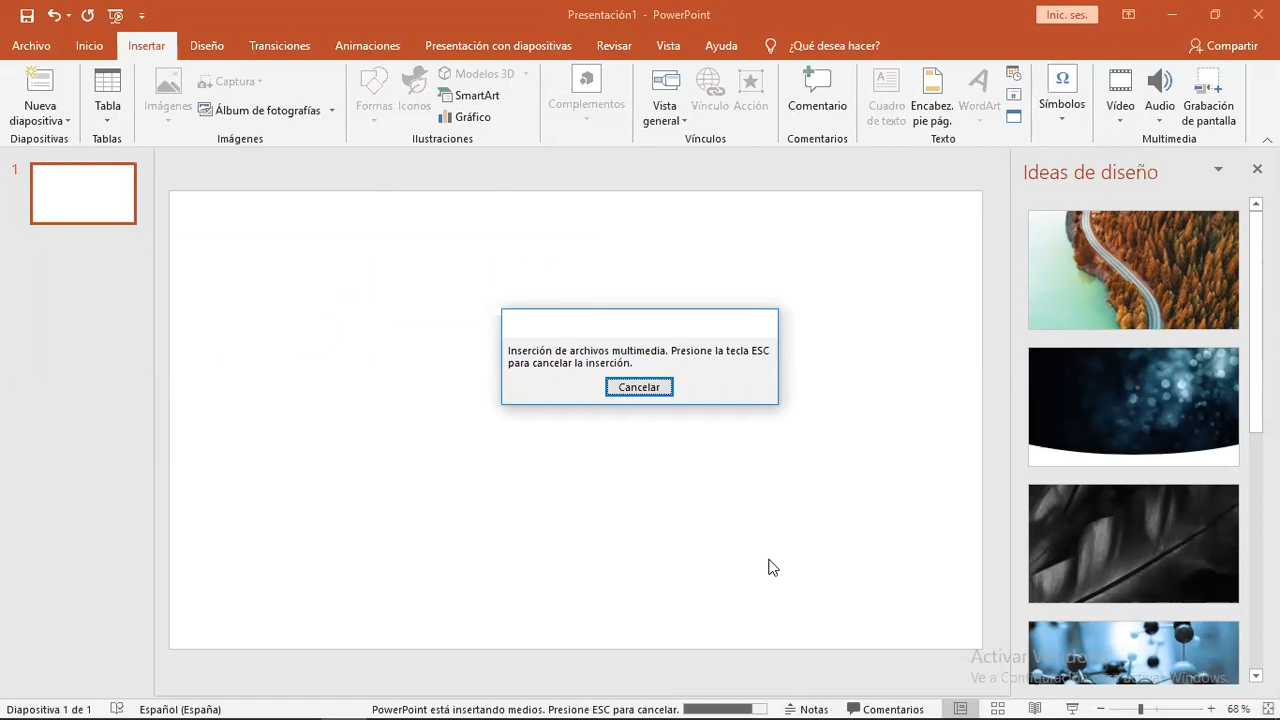 Presentación1 - PowerPoint
Inic. ses.
Archivo Inicio Insertar Diseño Transiciones Animaciones Presentación con diapositivas Revisar Vista Ayuda ¿Qué desea hacer? Compartir
Nueva diapositiva
Diapositivas
Tabla
Tablas
Imágenes
Captura
Álbum de fotografías
Imágenes
Formas
Iconos
Modelos 3D
SmartArt
Gráfico
Ilustraciones
Complementos
Vista general
Vínculo
Acción
Vínculos
Comentario
Comentarios
Cuadro de texto
Encabez. pie pág.
WordArt
Texto
Símbolos
Vídeo
Audio
Grabación de pantalla
Multimedia
1
Ideas de diseño
Inserción de archivos multimedia. Presione la tecla ESC
para cancelar la inserción.
Cancelar
Activar Windows
Ve a Configuración para activar Windows.
Diapositiva 1 de 1 Español (España) PowerPoint está insertando medios. Presione ESC para cancelar. Notas Comentarios 68 %